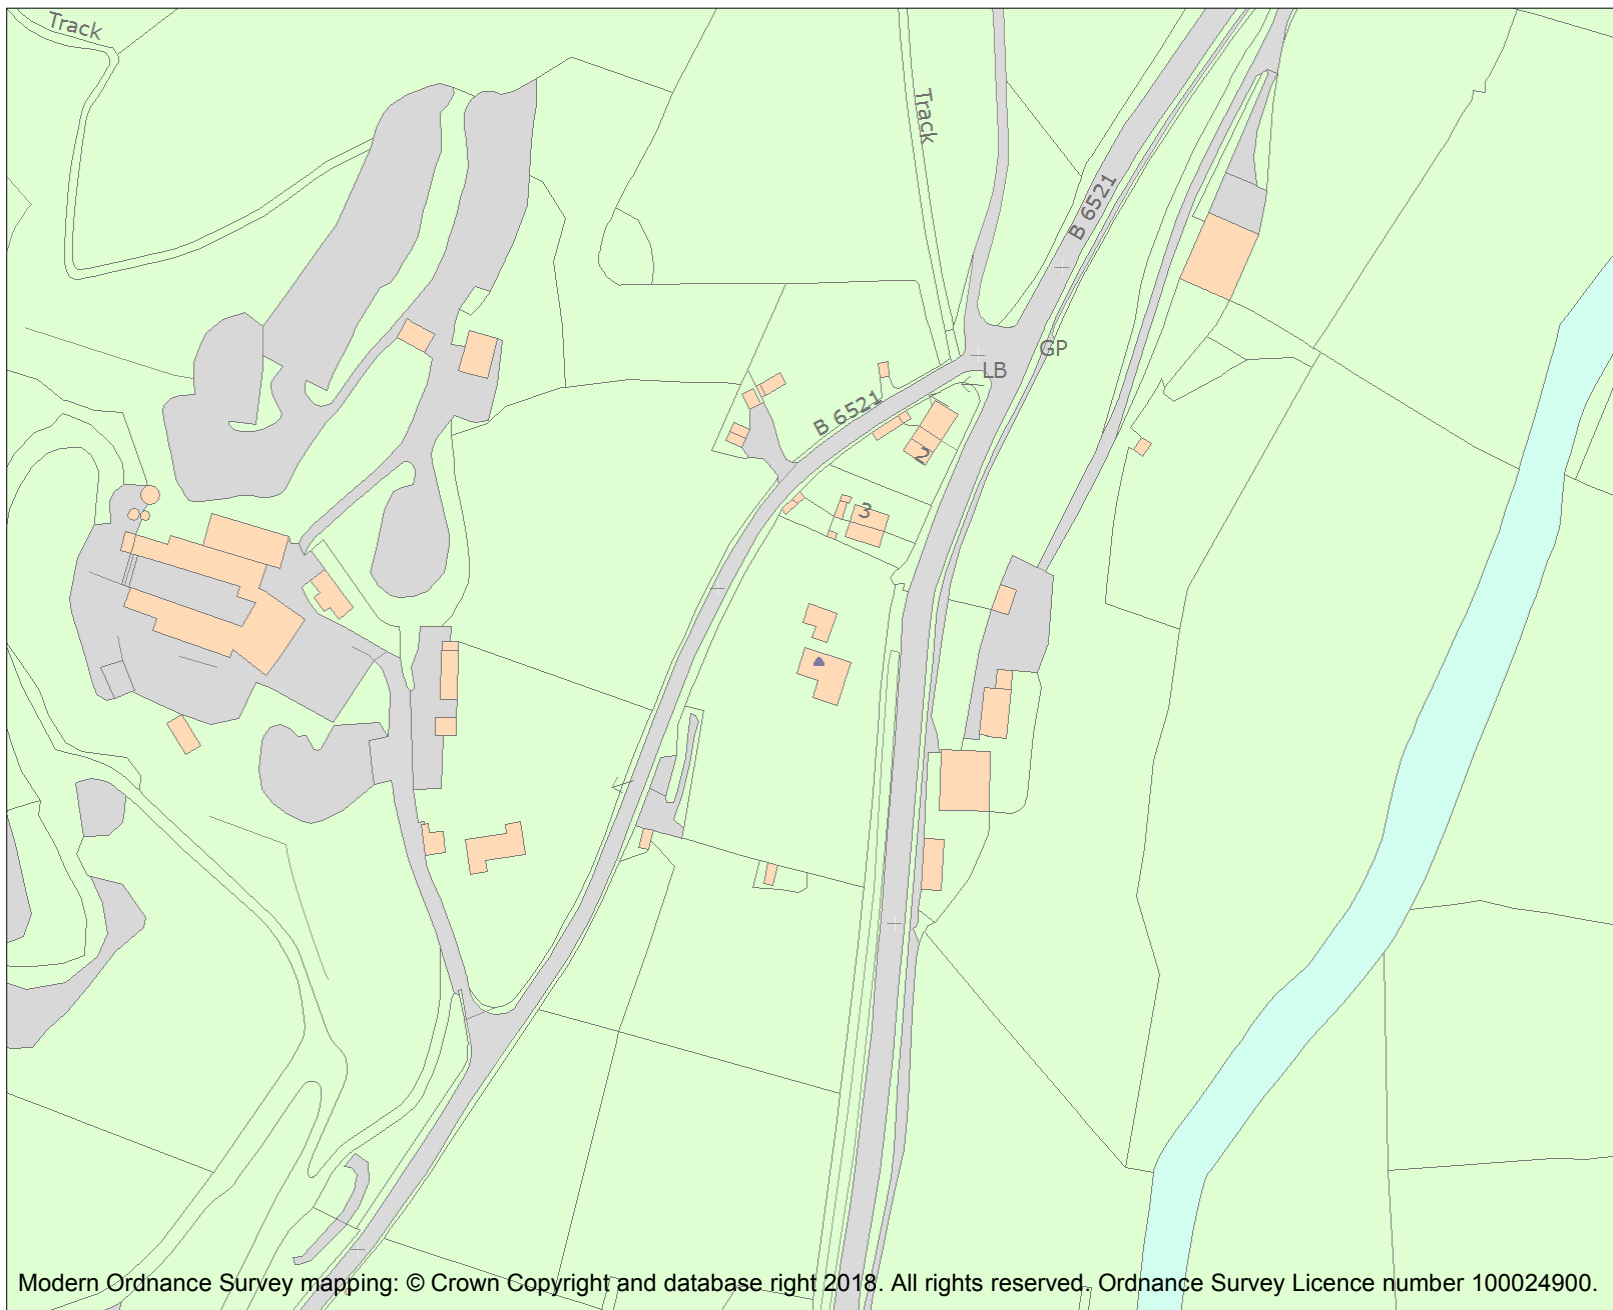 Track
Track
B 6521
GP
LB
B 6521
2
3
Modern Ordnance Survey mapping: © Crown Copyright and database right 2018. All rights reserved. Ordnance Survey Licence number 100024900.